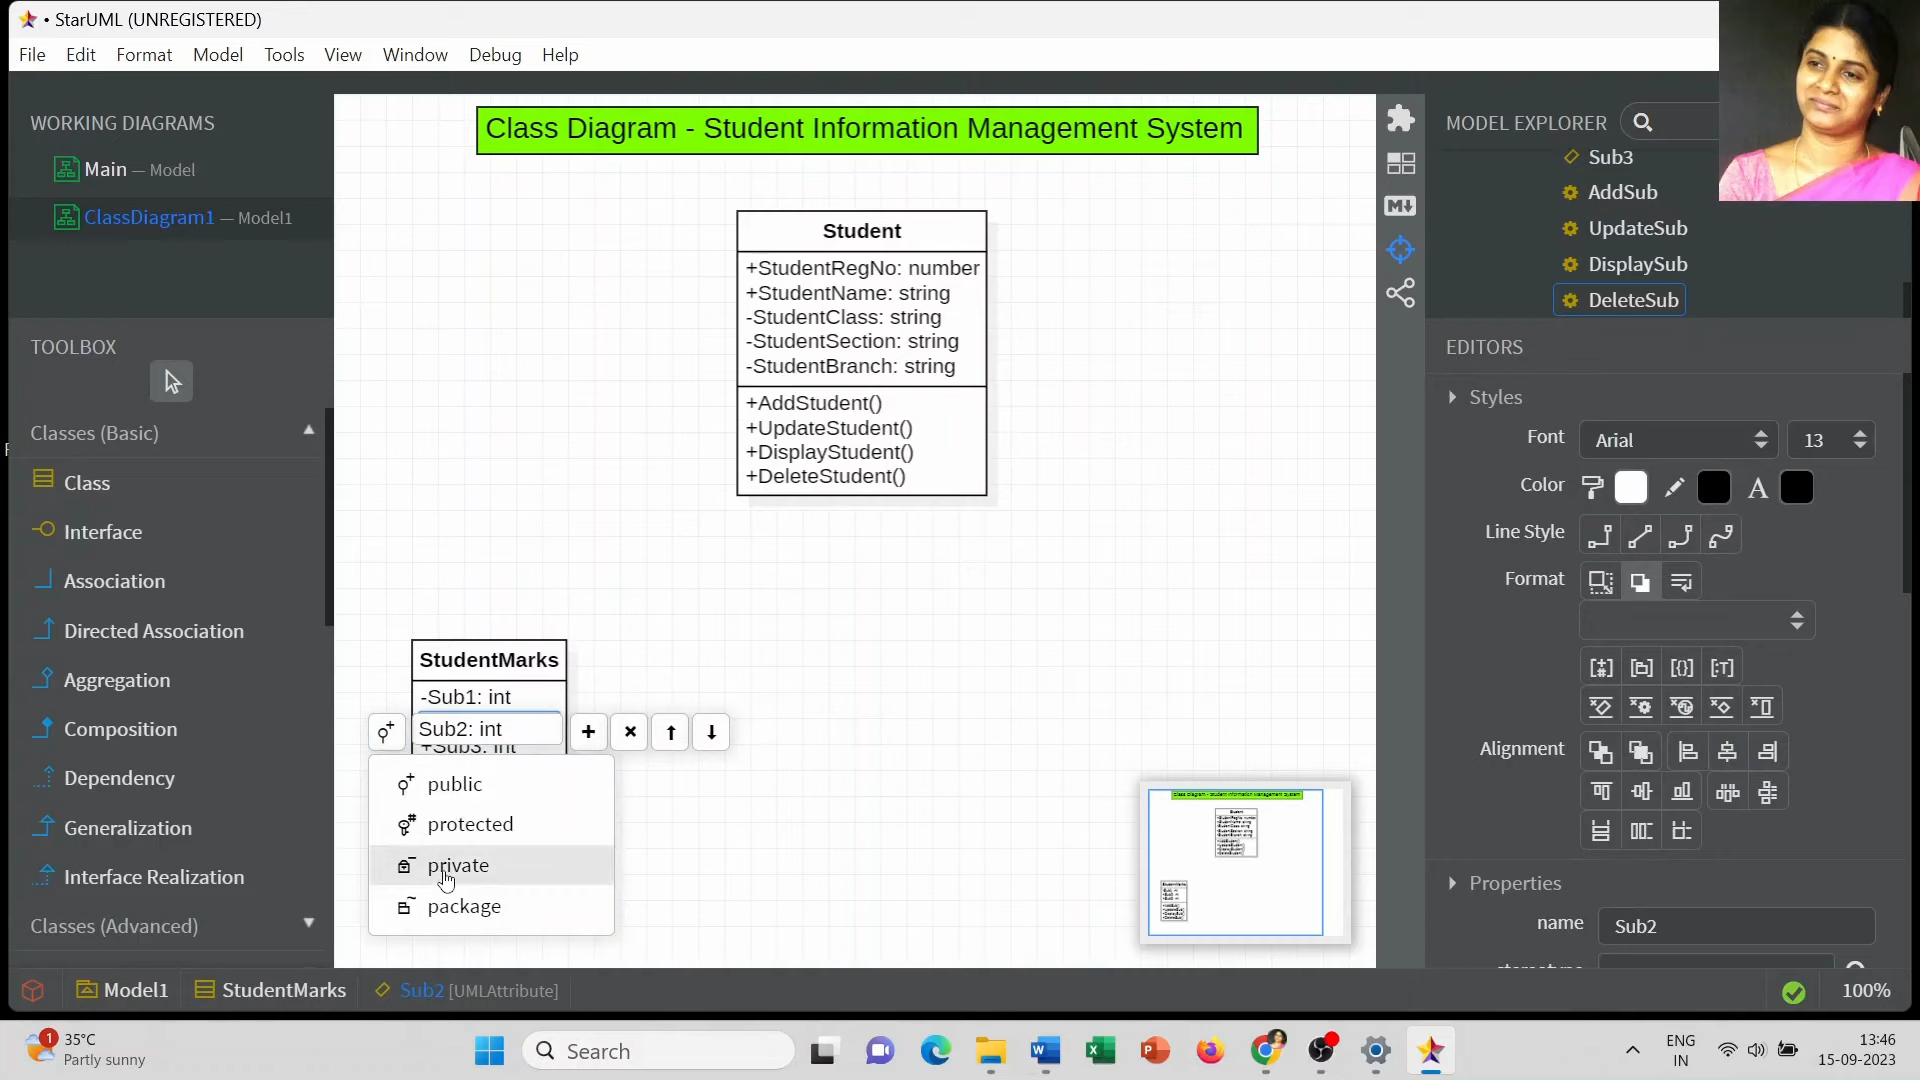 • StarUML (UNREGISTERED)
File Edit Format Model Tools View Window Debug Help
WORKING DIAGRAMS
Main — Model
ClassDiagram1 — Model1
TOOLBOX
Classes (Basic)
Class
Interface
Association
Directed Association
Aggregation
Composition
Dependency
Generalization
Interface Realization
Classes (Advanced)
Class Diagram - Student Information Management System
Student
+StudentRegNo: number
+StudentName: string
-StudentClass: string
-StudentSection: string
-StudentBranch: string
+AddStudent()
+UpdateStudent()
+DisplayStudent()
+DeleteStudent()
StudentMarks
-Sub1: int
Sub2: int
+Sub3: int
public
protected
private
package
MODEL EXPLORER
Sub3
AddSub
UpdateSub
DisplaySub
DeleteSub
EDITORS
Styles
Font Arial 13
Color
Line Style
Format
Alignment
Properties
name Sub2
stereotype
Model1 StudentMarks Sub2 [UMLAttribute] 100%
1
35°C
Partly sunny
Search
ENG
IN
13:46
15-09-2023